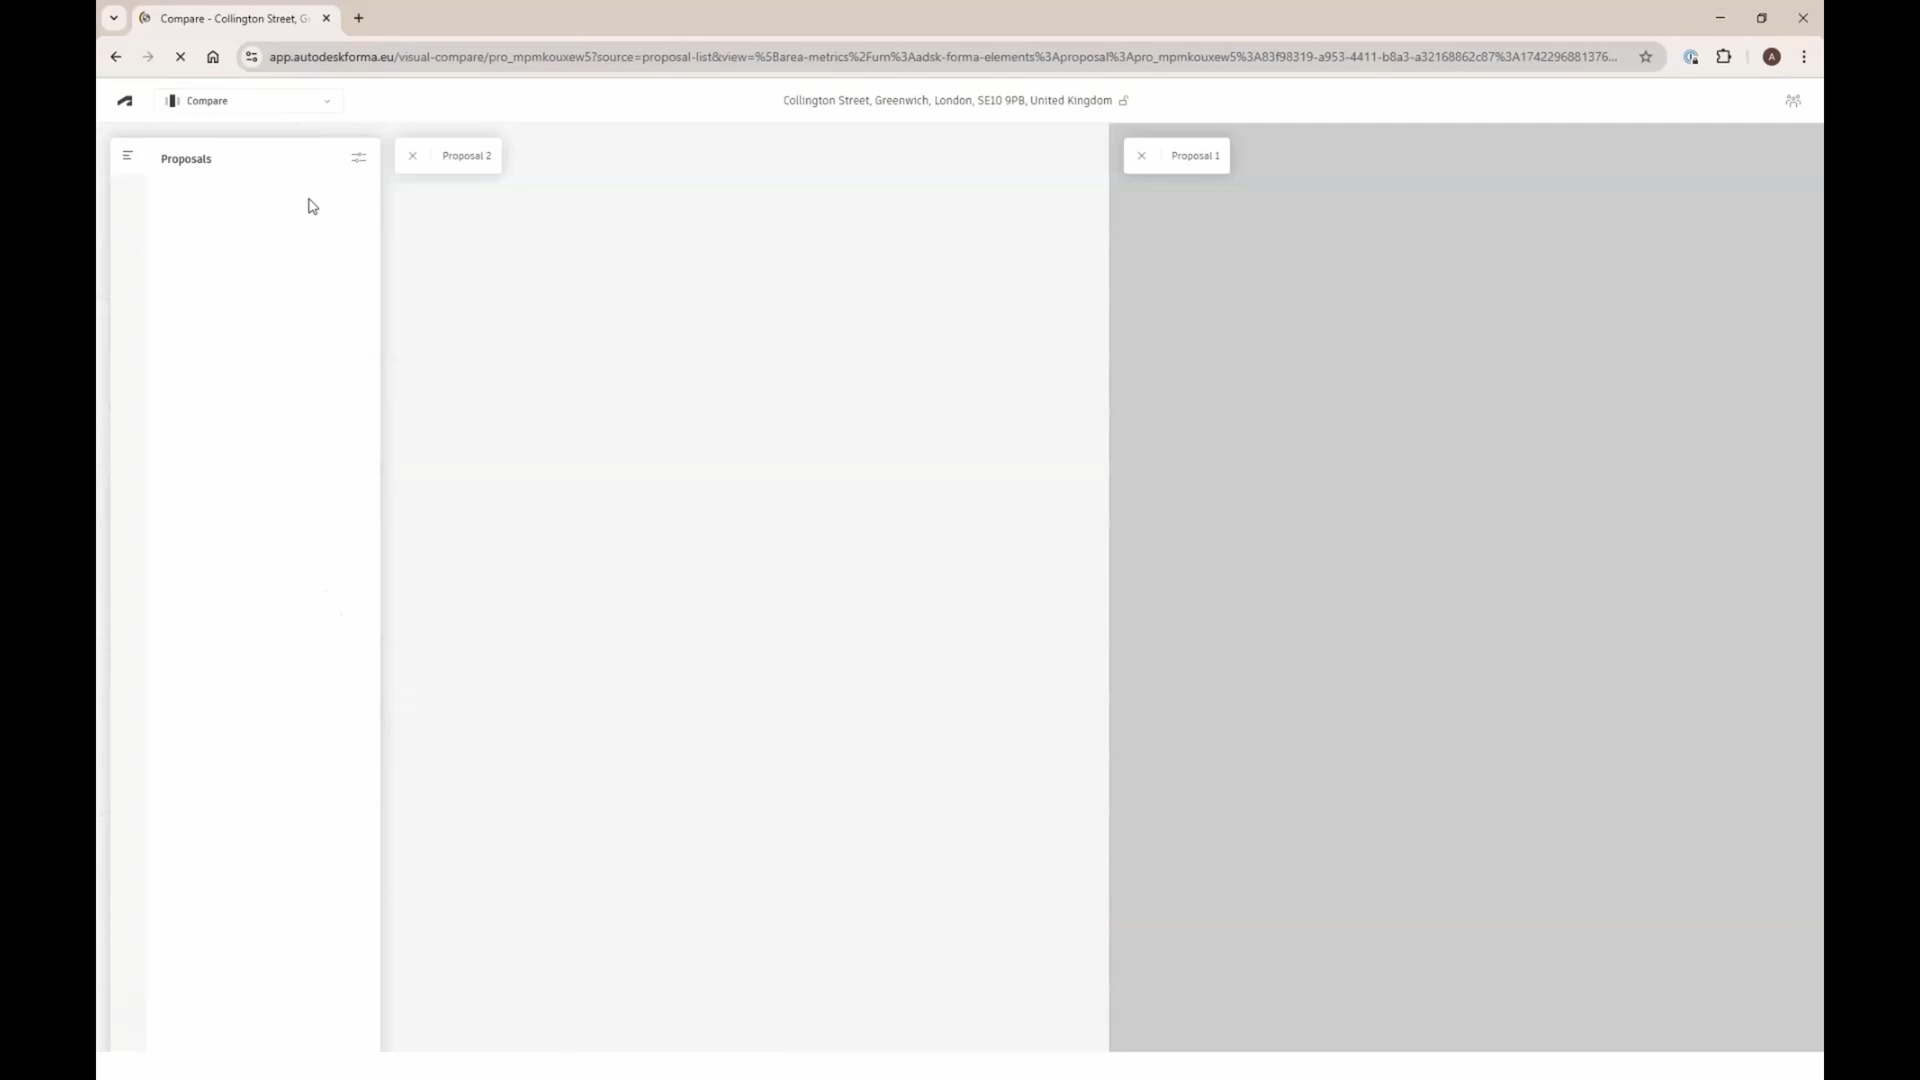 Compare - Collington Street, G
app.autodeskforma.eu/visual-compare/pro_mpmkouxew5?source=proposal-list&view=%5Barea-metrics%2Furn%3Aadsk-forma-elements%3Aproposal%3Apro_mpmkouxew5%3A83f98319-a953-4411-b8a3-a32168862c87%3A1742296881376...
A
Compare
Collington Street, Greenwich, London, SE10 9PB, United Kingdom
Proposals
Proposal 2
Proposal 1